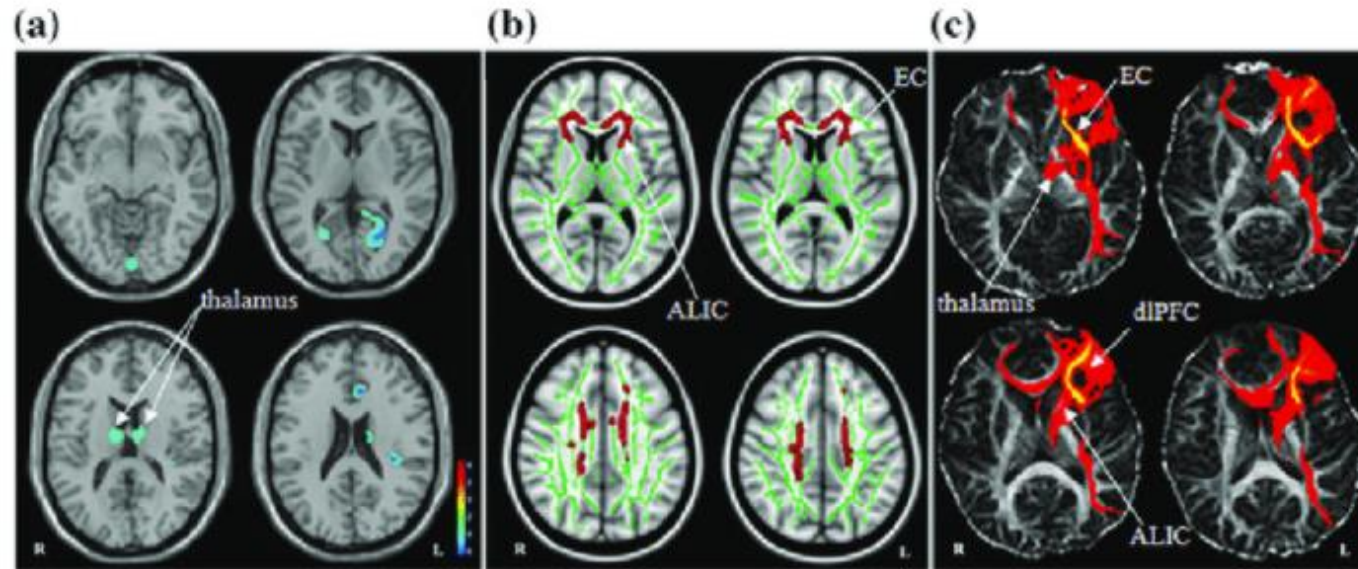 (a)
(b)
(c)
EC
EC
thalamus
ALIC
thalamus
dlPFC
ALIC
R
L
R
L
R
L